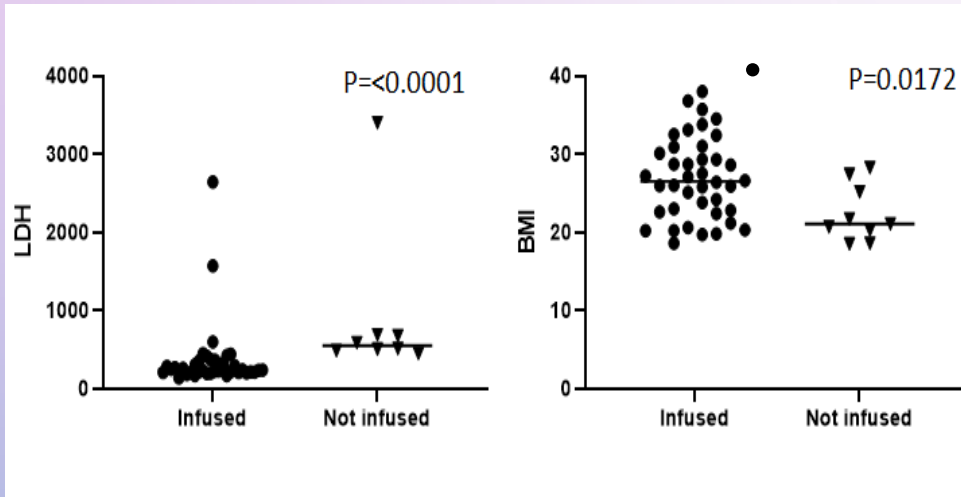 4000
3000
2000
1000
0
LDH
P=<0.0001
Infused
Not infused
40
30
20
10
0
BMI
P=0.0172
Infused
Not infused